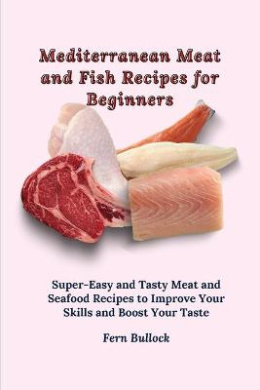 Mediterranean Meat
and Fish Recipes for
Beginners
Super-Easy and Tasty Meat and
Seafood Recipes to Improve Your
Skills and Boost Your Taste
Fern Bullock